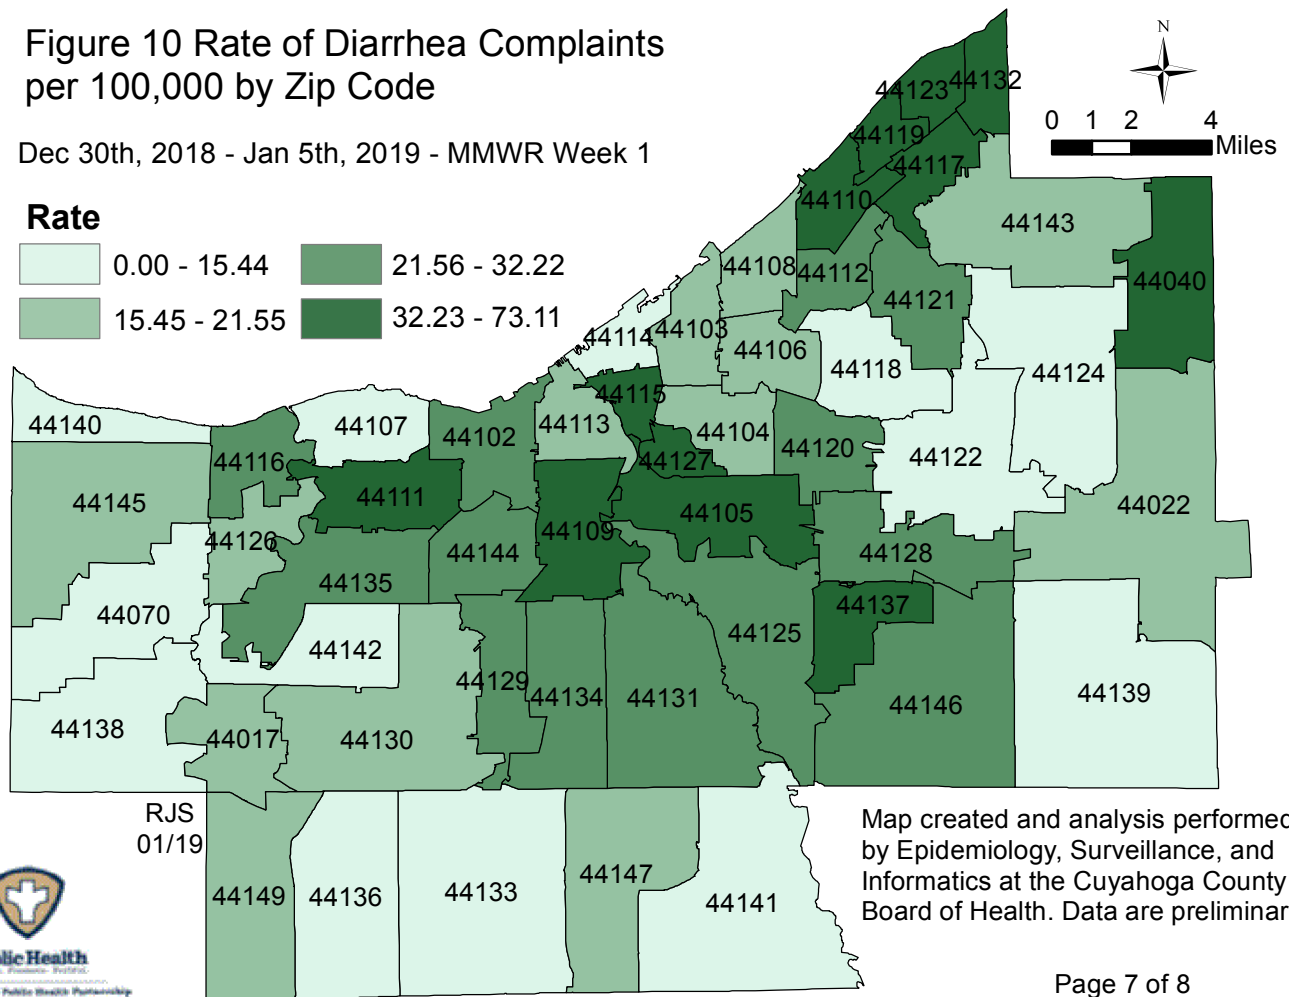 Figure 10 Rate of Diarrhea Complaints
per 100,000 by Zip Code
Dec 30th, 2018 - Jan 5th, 2019 - MMWR Week 1
Rate
0.00 - 15.44
21.56 - 32.22
15.45 - 21.55
32.23 - 73.11
N
0 1 2 4
Miles
44132
44123
44119
44117
44110
44143
44040
44108
44112
44121
44114
44103
44106
44118
44124
44115
44140
44107
44102
44113
44104
44120
44122
44116
44127
44111
44145
44105
44022
44109
44126
44144
44128
44135
44137
44070
44125
44142
44129
44134
44131
44139
44146
44138
44017
44130
RJS
01/19
44149
44136
44133
44147
44141
Map created and analysis performed
by Epidemiology, Surveillance, and
Informatics at the Cuyahoga County
Board of Health. Data are preliminar
lic Health
Public Health Partnership
Page 7 of 8